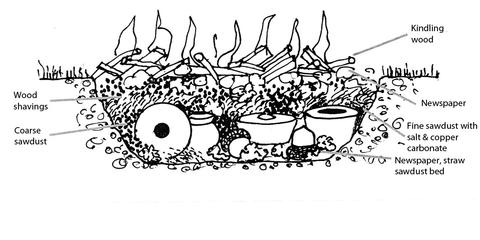 Kindling
wood
Wood
shavings
Newspaper
Coarse
sawdust
Fine sawdust with
salt & copper
carbonate
Newspaper, straw
sawdust bed